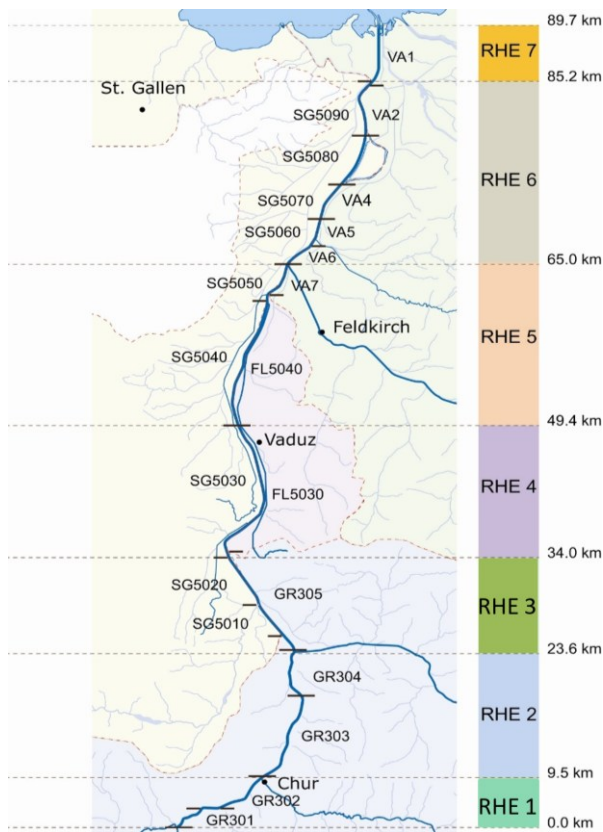 89.7 km
VA1
RHE 7
85.2 km
St. Gallen
SG5090
VA2
SG5080
RHE 6
SG5070
VA4
SG5060
VA5
VA6
65.0 km
SG5050
VA7
Feldkirch
RHE 5
SG5040
FL5040
49.4 km
Vaduz
SG5030
RHE 4
FL5030
34.0 km
SG5020
GR305
RHE 3
SG5010
23.6 km
GR304
RHE 2
GR303
9.5 km
Chur
GR302
RHE 1
GR301
0.0 km